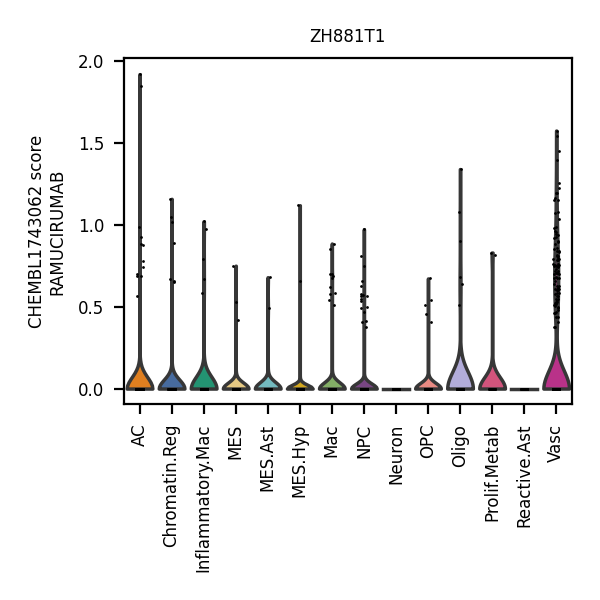 ZH881T1
CHEMBL1743062 score
RAMUCIRUMAB
2.0
1.5
1.0
0.5
0.0
AC
Chromatin.Reg
Inflammatory.Mac
MES
MES.Ast
MES.Hyp
Mac
NPC
Neuron
OPC
Oligo
Prolif.Metab
Reactive.Ast
Vasc